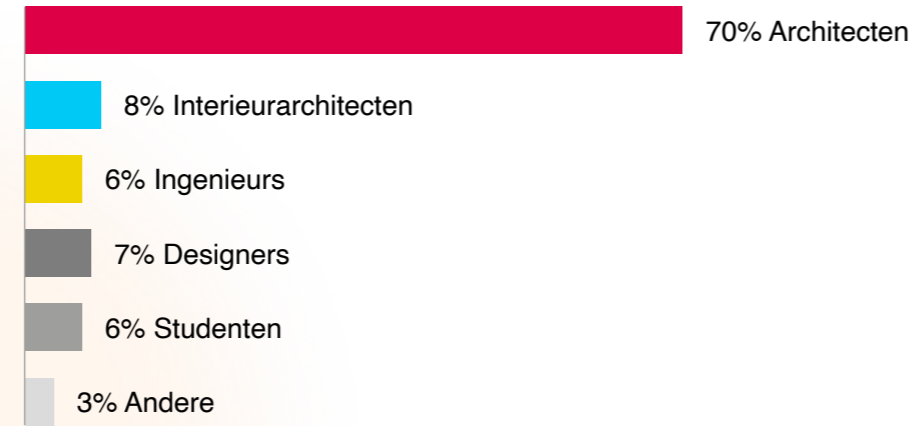 70% Architecten
8% Interieurarchitecten
6% Ingenieurs
7% Designers
6% Studenten
3% Andere